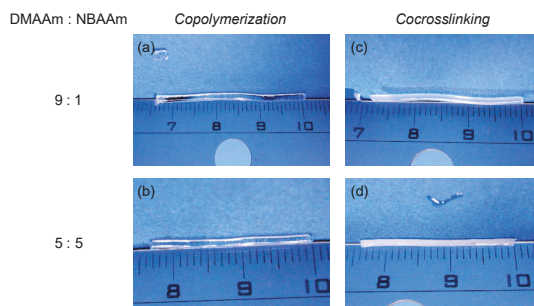 DMAAm : NBAAm Copolymerization Cocrosslinking
(a) (c)
9 : 1
7 8 9 10
7 8 9 10
(b) (d)
5 : 5
8 9 10
8 9 10